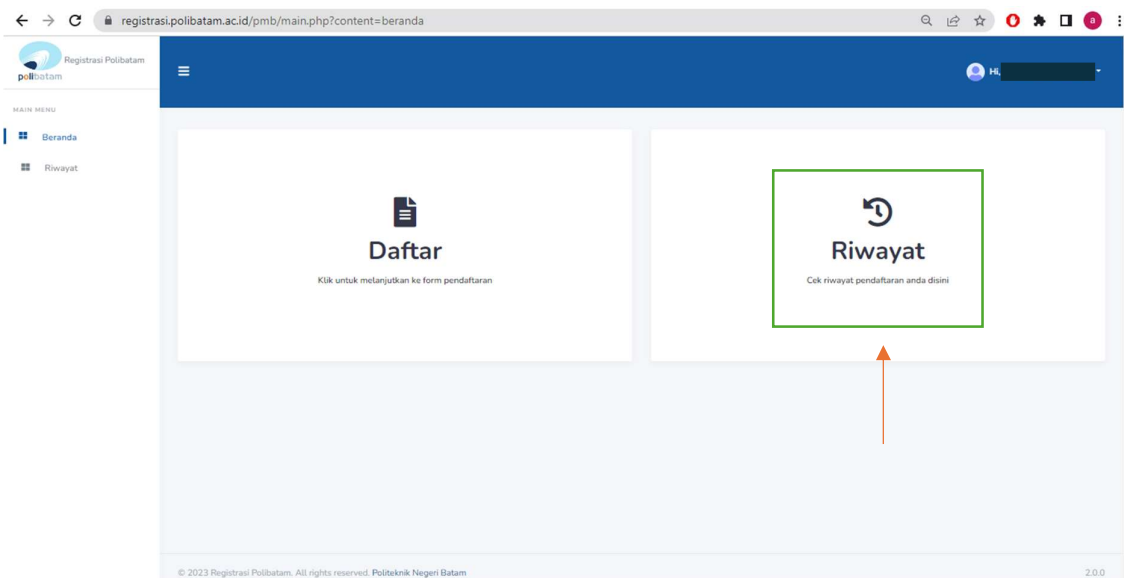 registrasi.polibatam.ac.id/pmb/main.php?content=beranda
a
Registrasi Polibatam
polibatam
Hi,
MAIN MENU
Beranda
Riwayat
Daftar
Klik untuk melanjutkan ke form pendaftaran
Riwayat
Cek riwayat pendaftaran anda disini
© 2023 Registrasi Polibatam. All rights reserved. Politeknik Negeri Batam
2.0.0